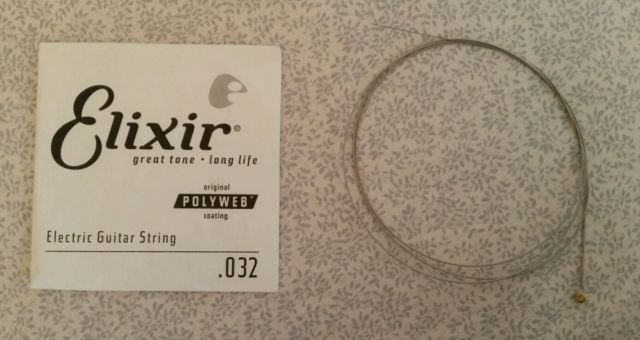 Elixir®
great tone • long life
original
POLYWEB®
coating
Electric Guitar String
.032